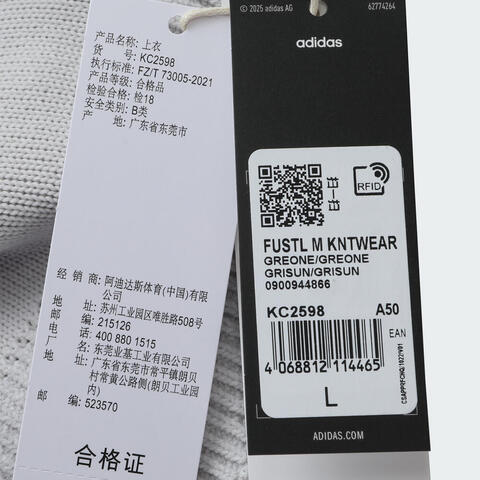 产品名称: 上衣
货 号: KC2598
执行标准: FZ/T 73005-2021
产品等级: 合格品
检验合格: 检18
安全类别: B类
产 地: 广东省东莞市
经 销 商: 阿迪达斯体育(中国)有限
公司
地 址: 苏州工业园区唯胜路508号
邮 编: 215126
电 话: 400 880 1515
厂 商: 东莞业基工业有限公司
地 址: 广东省东莞市常平镇朗贝
村常黄公路侧(朗贝工业园
内)
邮 编: 523570
合格证
© 2025 adidas AG
62774264
adidas
RFID
FUSTL M KNTWEAR
GREONE/GREONE
GRISUN/GRISUN
0900944866
KC2598
A50
EAN
4 068812 114465
L
ADIDAS.COM